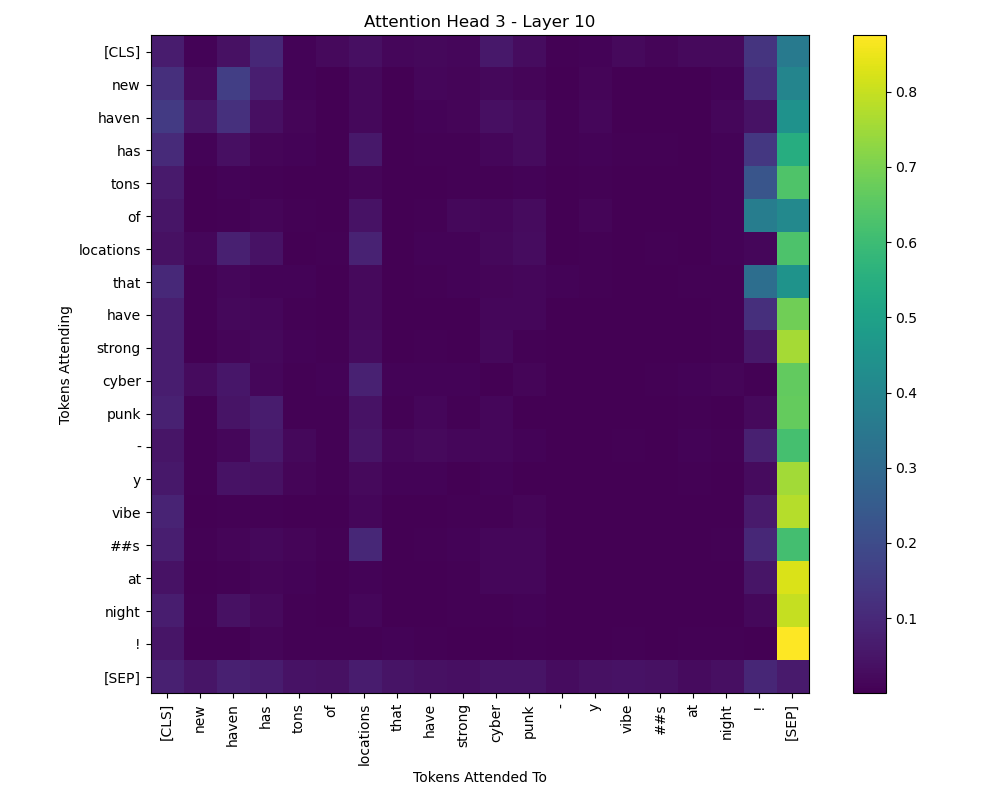 Attention Head 3 - Layer 10
[CLS]
new
haven
has
tons
of
locations
that
have
strong
cyber
punk
-
y
vibe
##s
at
night
!
[SEP]
Tokens Attending
[CLS]
new
haven
has
tons
of
locations
that
have
strong
cyber
punk
-
y
vibe
##s
at
night
!
[SEP]
Tokens Attended To
0.8
0.7
0.6
0.5
0.4
0.3
0.2
0.1